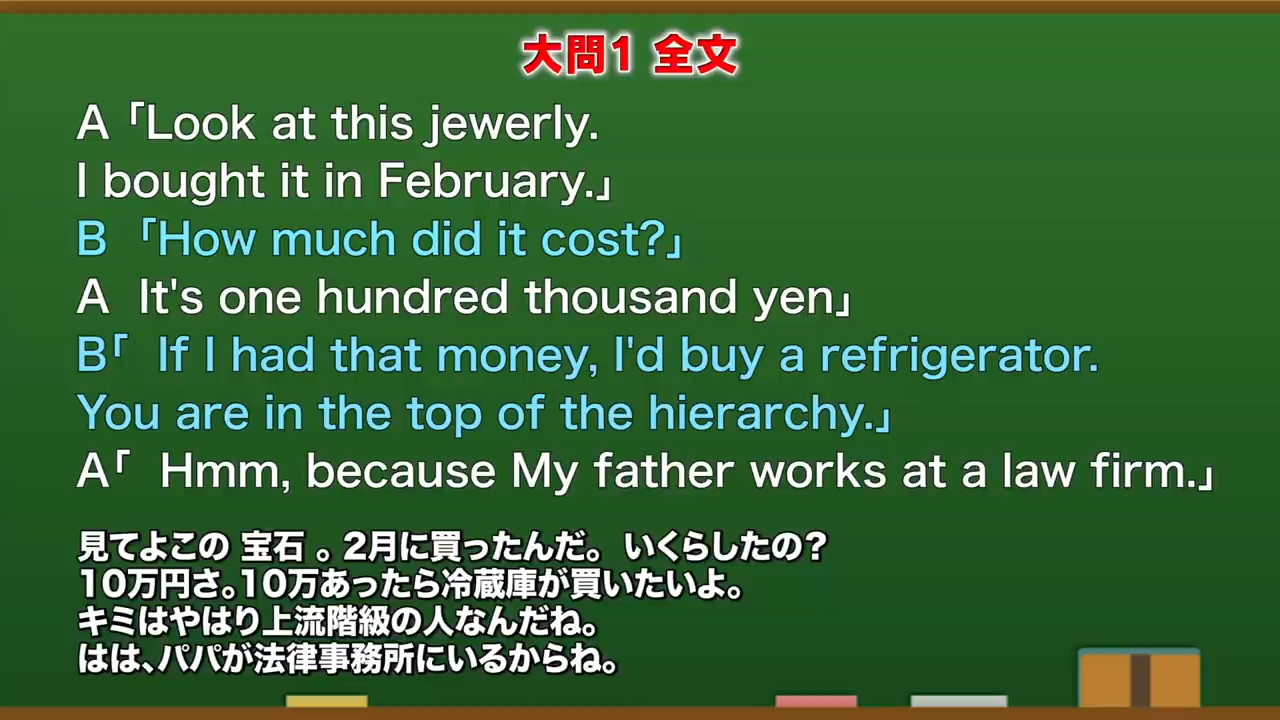 大問1 全文
A「Look at this jewerly.
I bought it in February.」
B 「How much did it cost?」
A It's one hundred thousand yen」
B「 If I had that money, I'd buy a refrigerator.
You are in the top of the hierarchy.」
A「 Hmm, because My father works at a law firm.」
見てよこの 宝石 。2月に買ったんだ。 いくらしたの？
10万円さ。10万あったら冷蔵庫が買いたいよ。
キミはやはり上流階級の人なんだね。
はは、パパが法律事務所にいるからね。